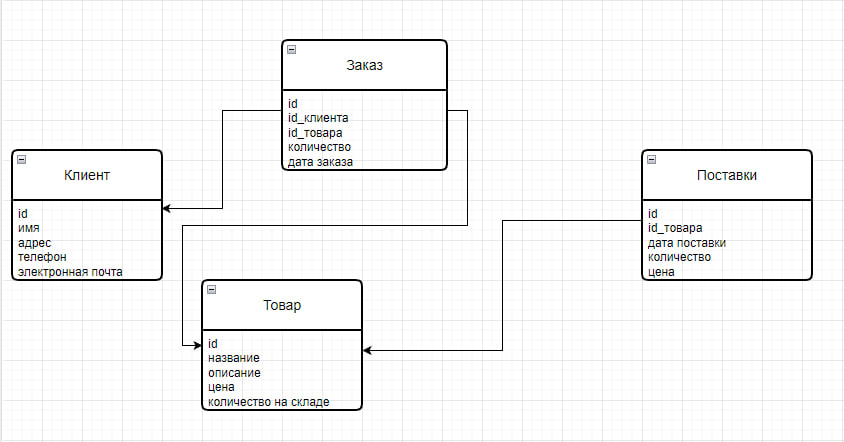 Заказ
id
id_клиента
id_товара
количество
дата заказа
Клиент
id
имя
адрес
телефон
электронная почта
Поставки
id
id_товара
дата поставки
количество
цена
Товар
id
название
описание
цена
количество на складе